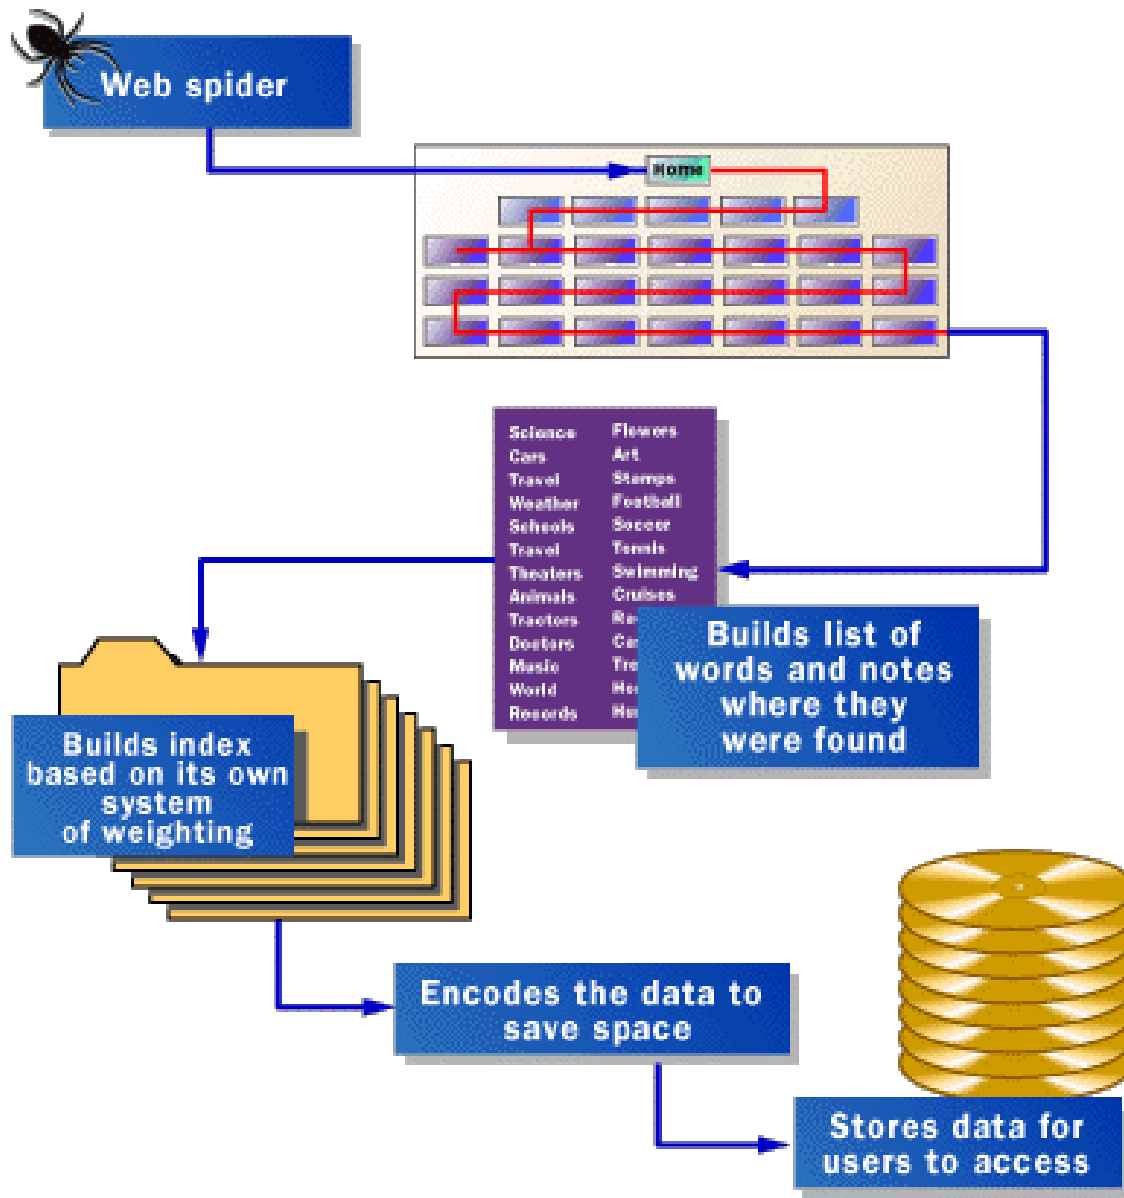 Web spider
Home
Science
Cars
Travel
Weather
Schools
Travel
Theaters
Animals
Tractors
Doctors
Music
World
Records
Flowers
Art
Stamps
Football
Soccer
Tennis
Swimming
Cruises
Builds list of
words and notes
where they
were found
Builds index
based on its own
system
of weighting
Encodes the data to
save space
Stores data for
users to access